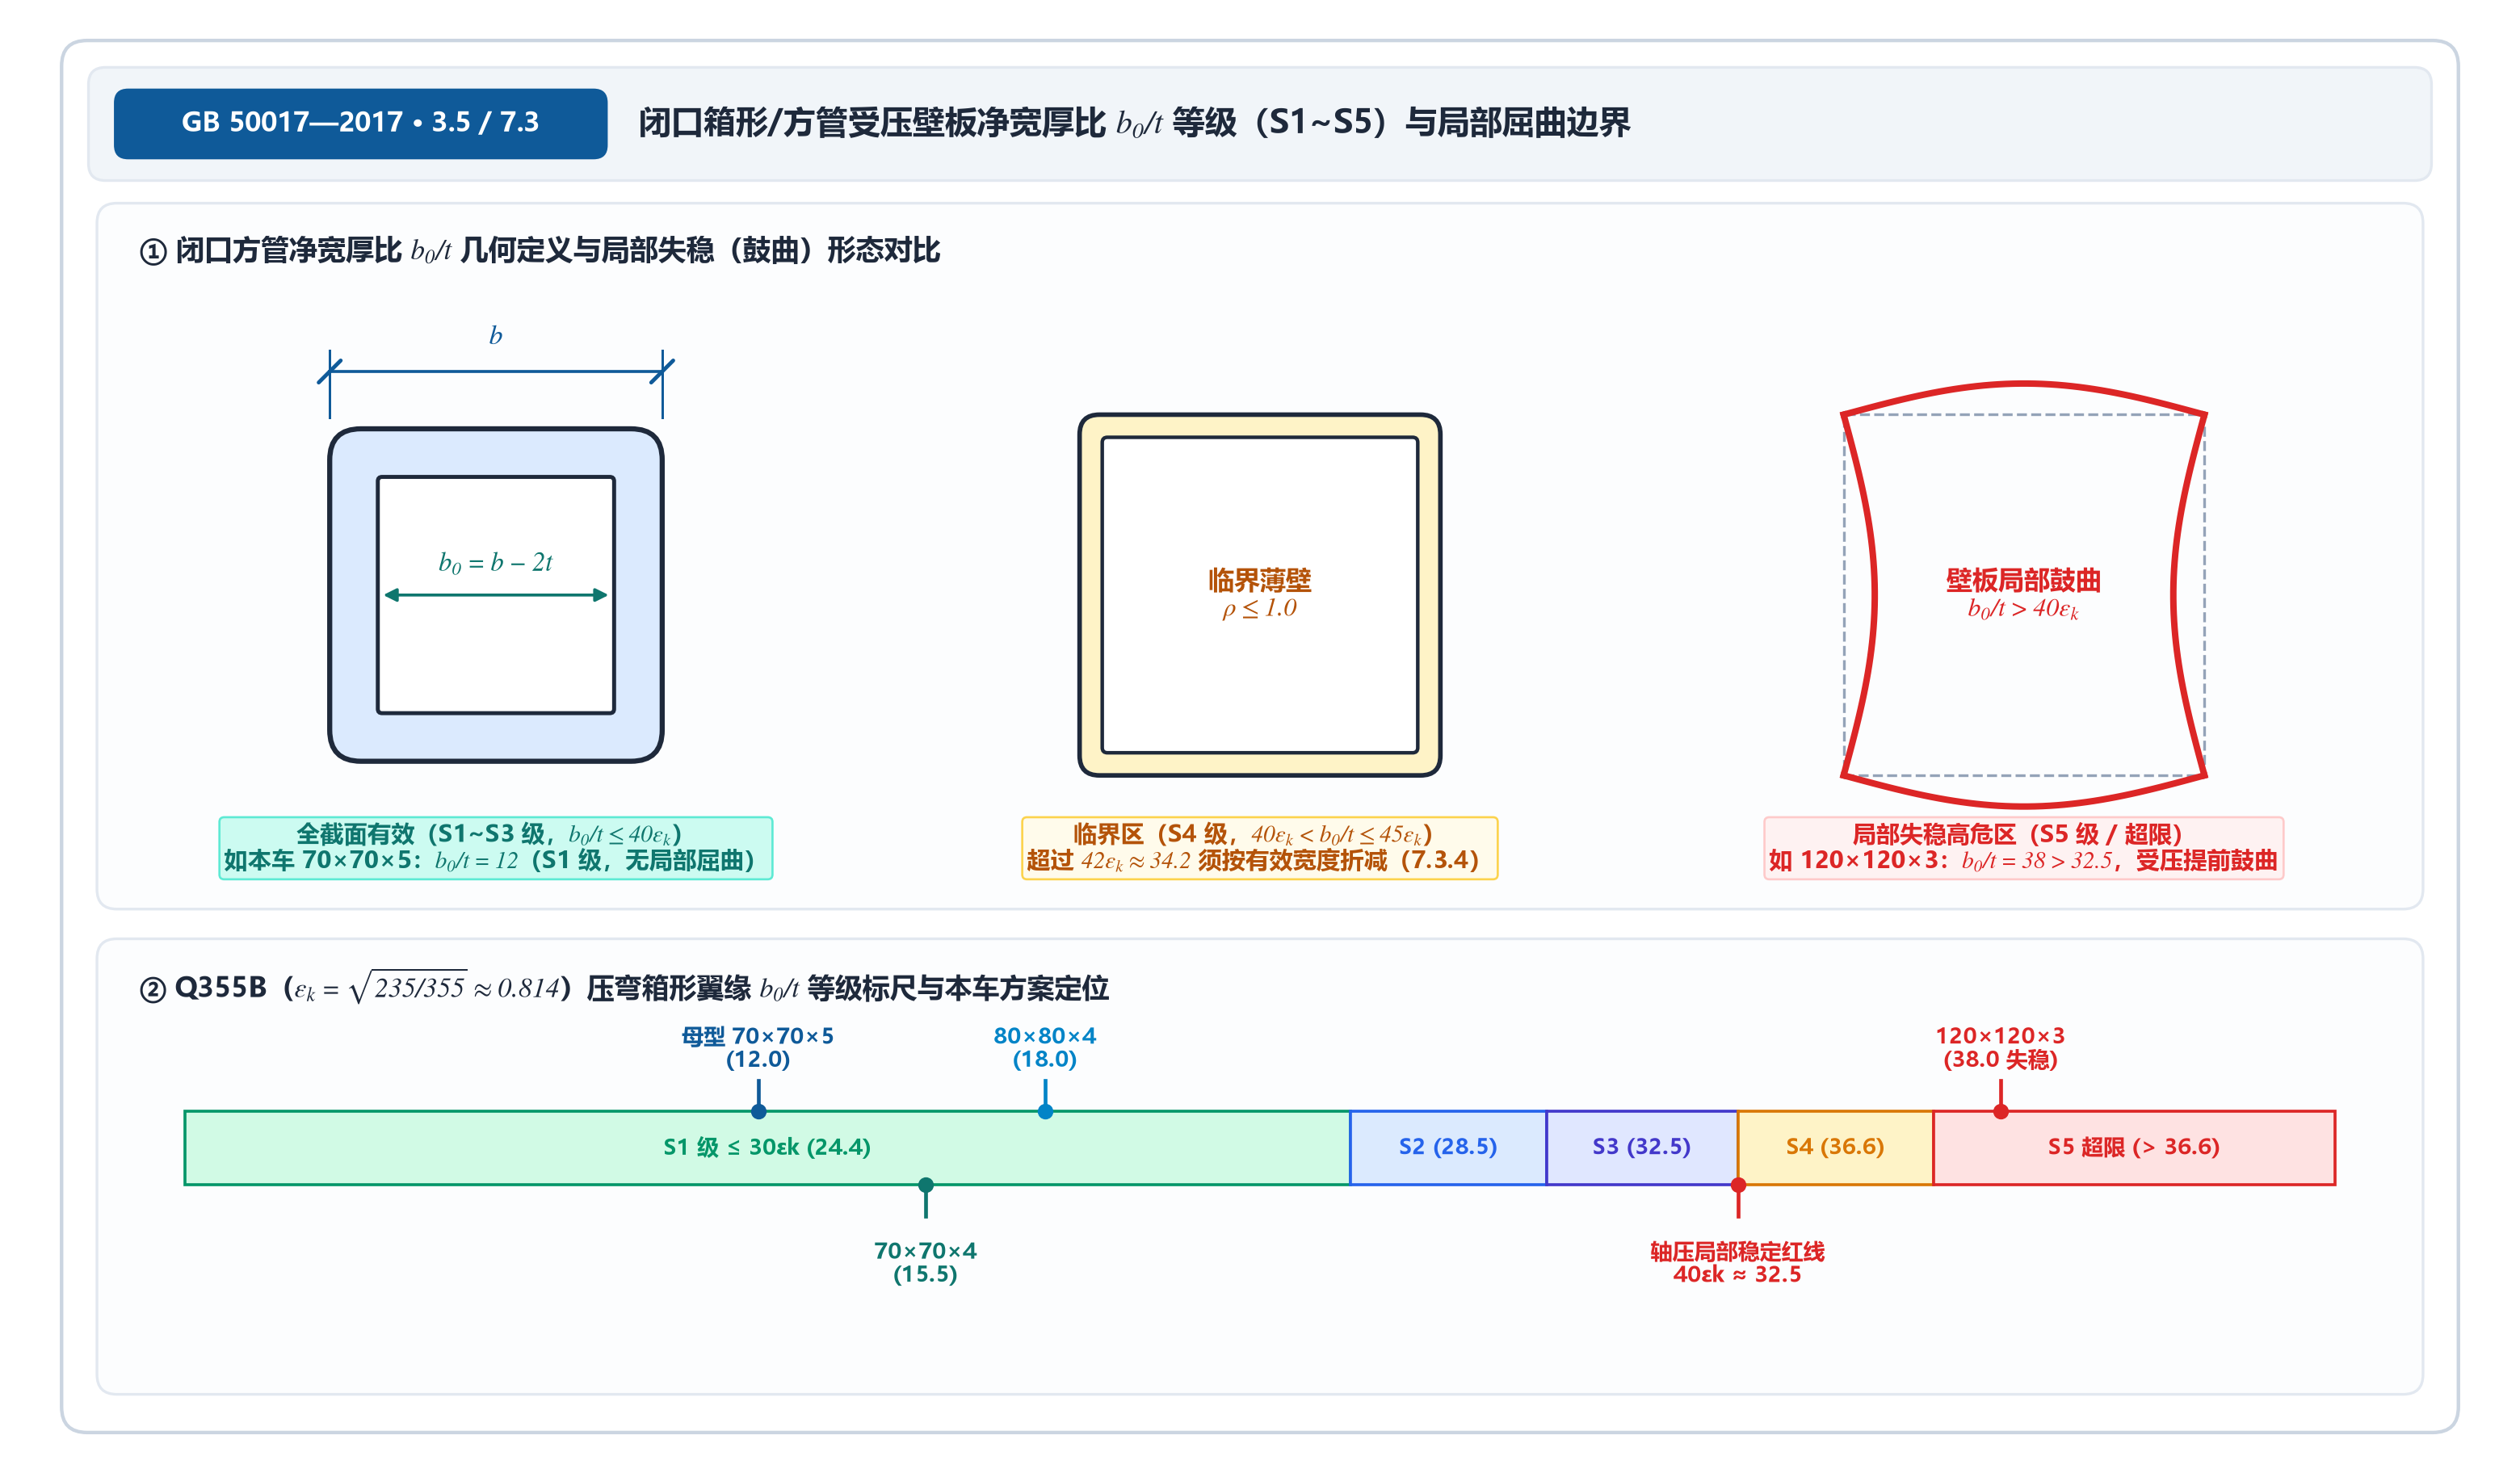 GB 50017—2017 • 3.5 / 7.3
闭口箱形/方管受压壁板净宽厚比 b₀/t 等级（S1~S5）与局部屈曲边界
① 闭口方管净宽厚比 b₀/t 几何定义与局部失稳（鼓曲）形态对比
b
b₀ = b − 2t
临界薄壁
ρ ≤ 1.0
壁板局部鼓曲
b₀/t > 40εₖ
全截面有效（S1~S3 级，b₀/t ≤ 40εₖ）
如本车 70×70×5：b₀/t = 12（S1 级，无局部屈曲）
临界区（S4 级，40εₖ < b₀/t ≤ 45εₖ）
超过 42εₖ ≈ 34.2 须按有效宽度折减（7.3.4）
局部失稳高危区（S5 级 / 超限）
如 120×120×3：b₀/t = 38 > 32.5，受压提前鼓曲
② Q355B（εₖ = √235/355 ≈ 0.814）压弯箱形翼缘 b₀/t 等级标尺与本车方案定位
母型 70×70×5
(12.0)
80×80×4
(18.0)
120×120×3
(38.0 失稳)
S1 级 ≤ 30εk (24.4)
S2 (28.5)
S3 (32.5)
S4 (36.6)
S5 超限 (> 36.6)
70×70×4
(15.5)
轴压局部稳定红线
40εk ≈ 32.5